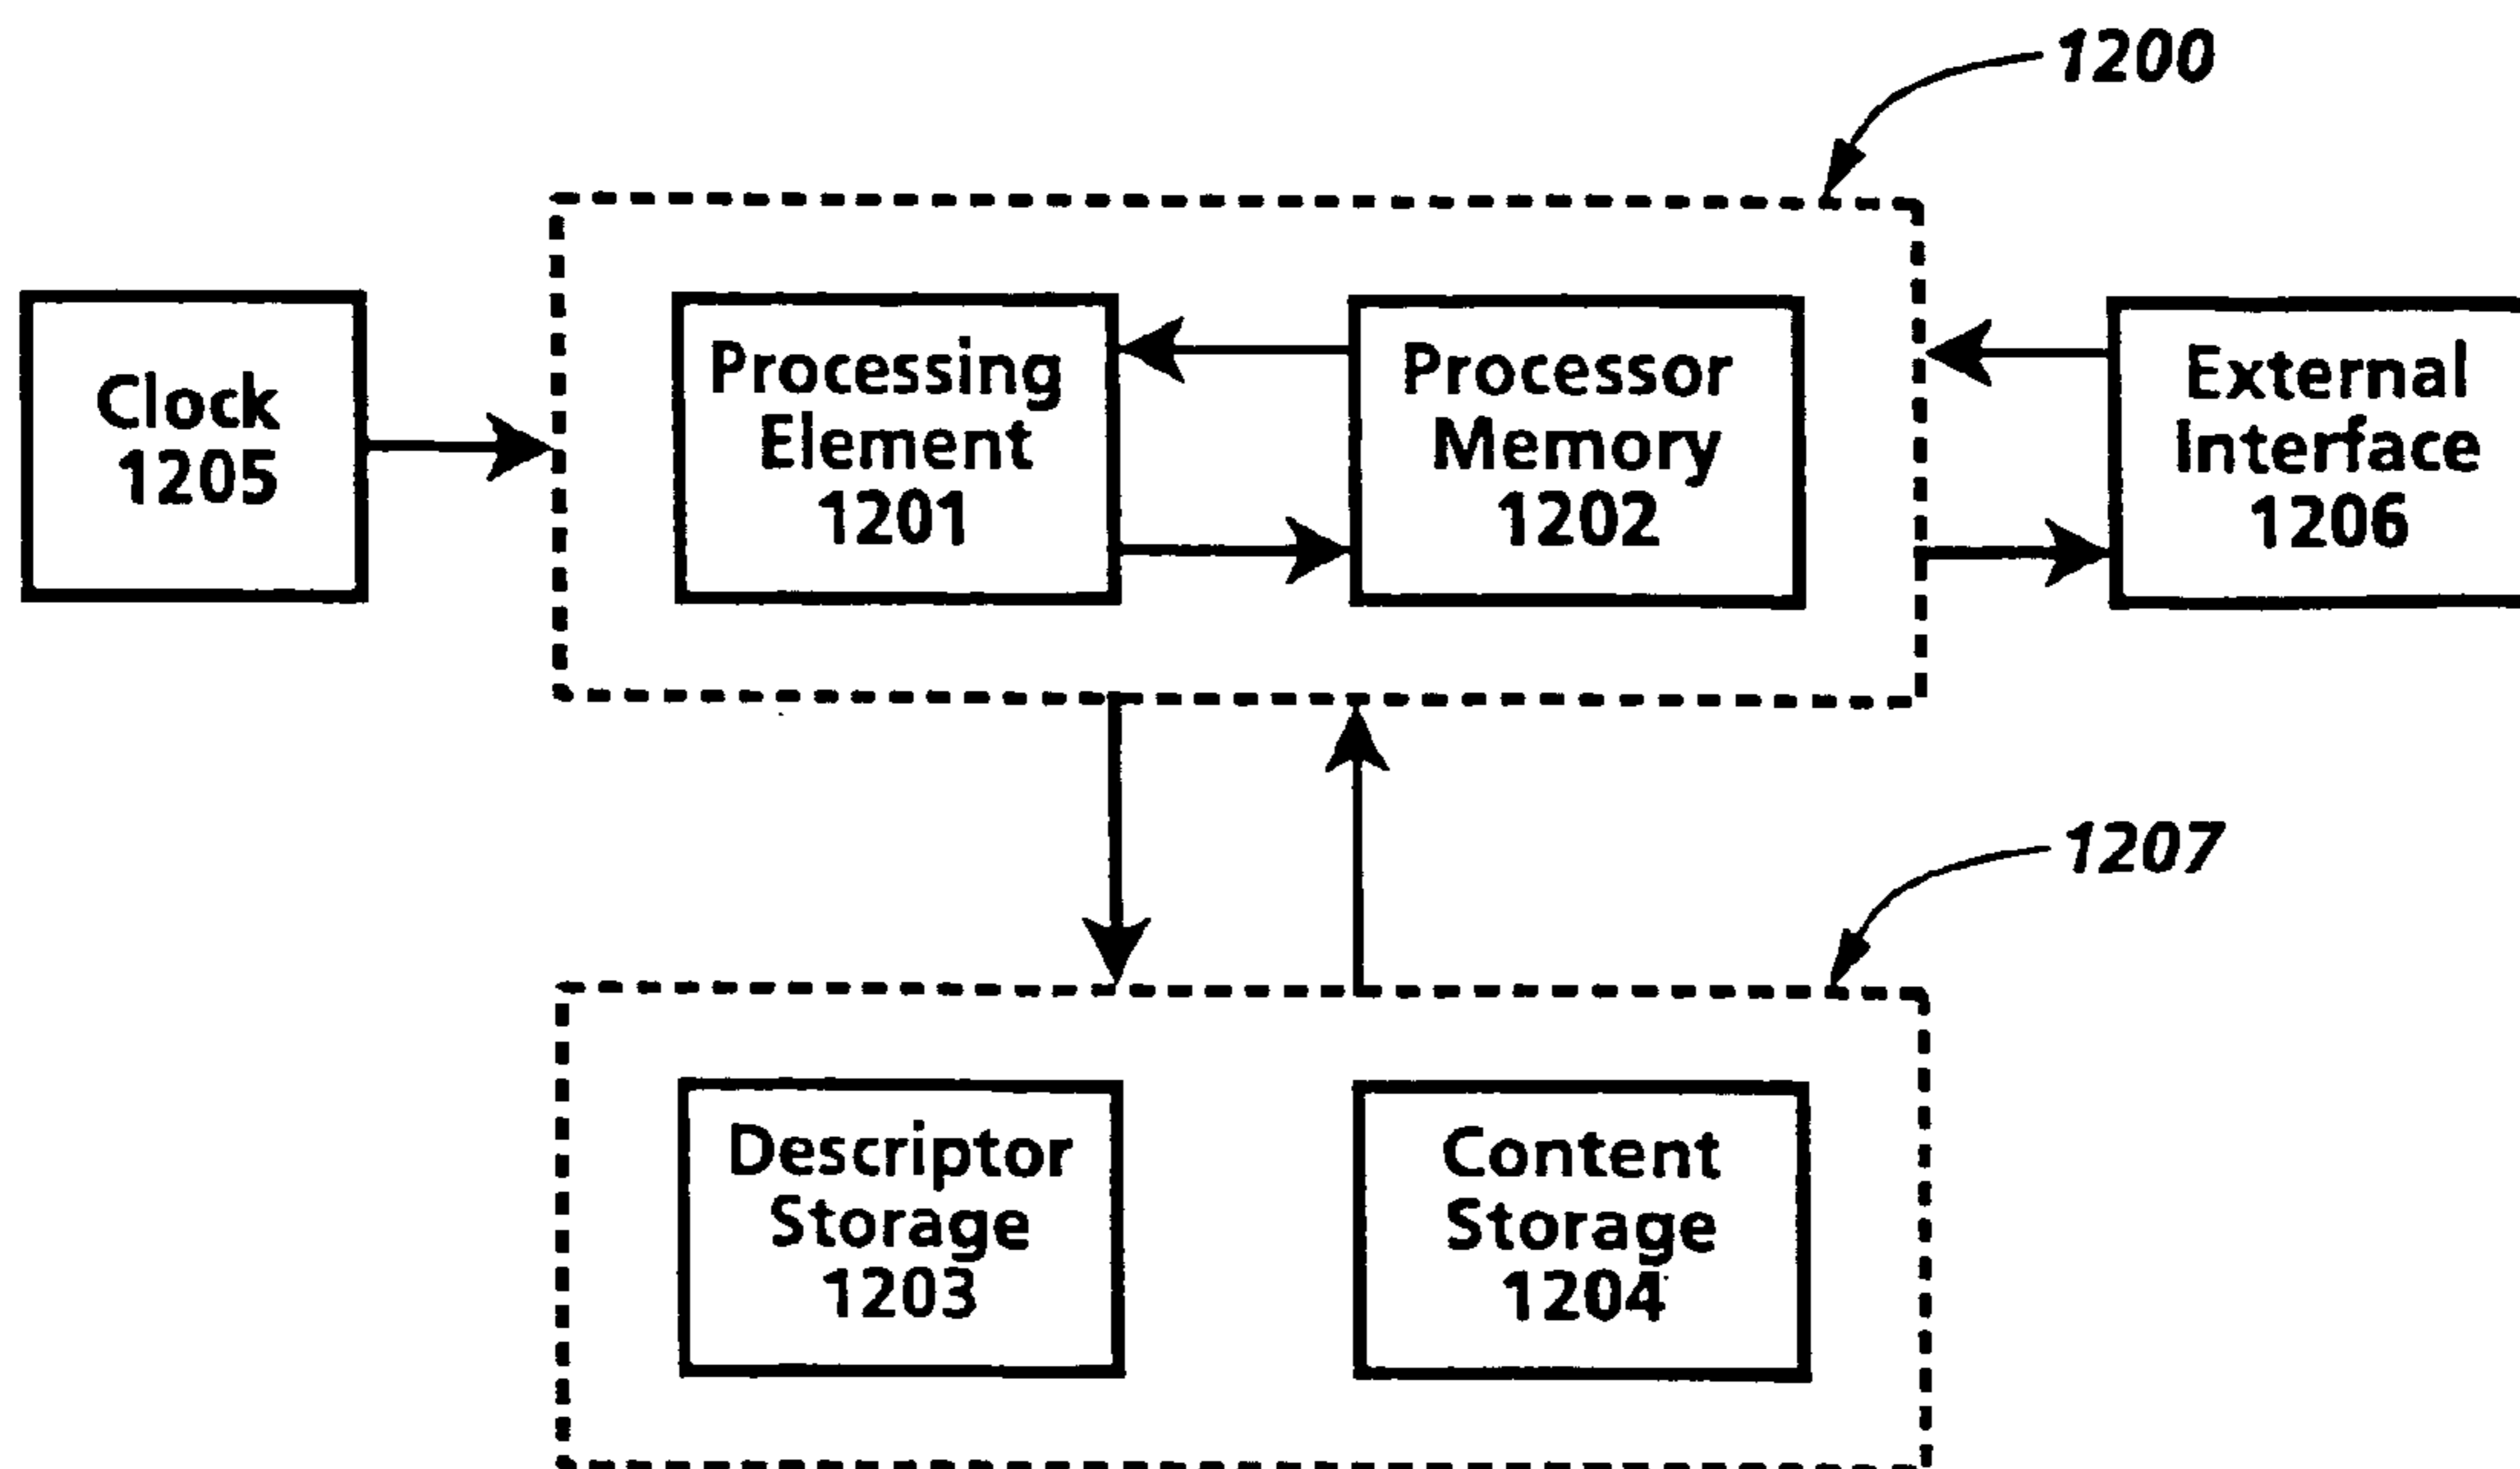 1200
Clock
1205
Processing
Element
1201
Processor
Memory
1202
External
Interface
1206
1207
Descriptor
Storage
1203
Content
Storage
1204